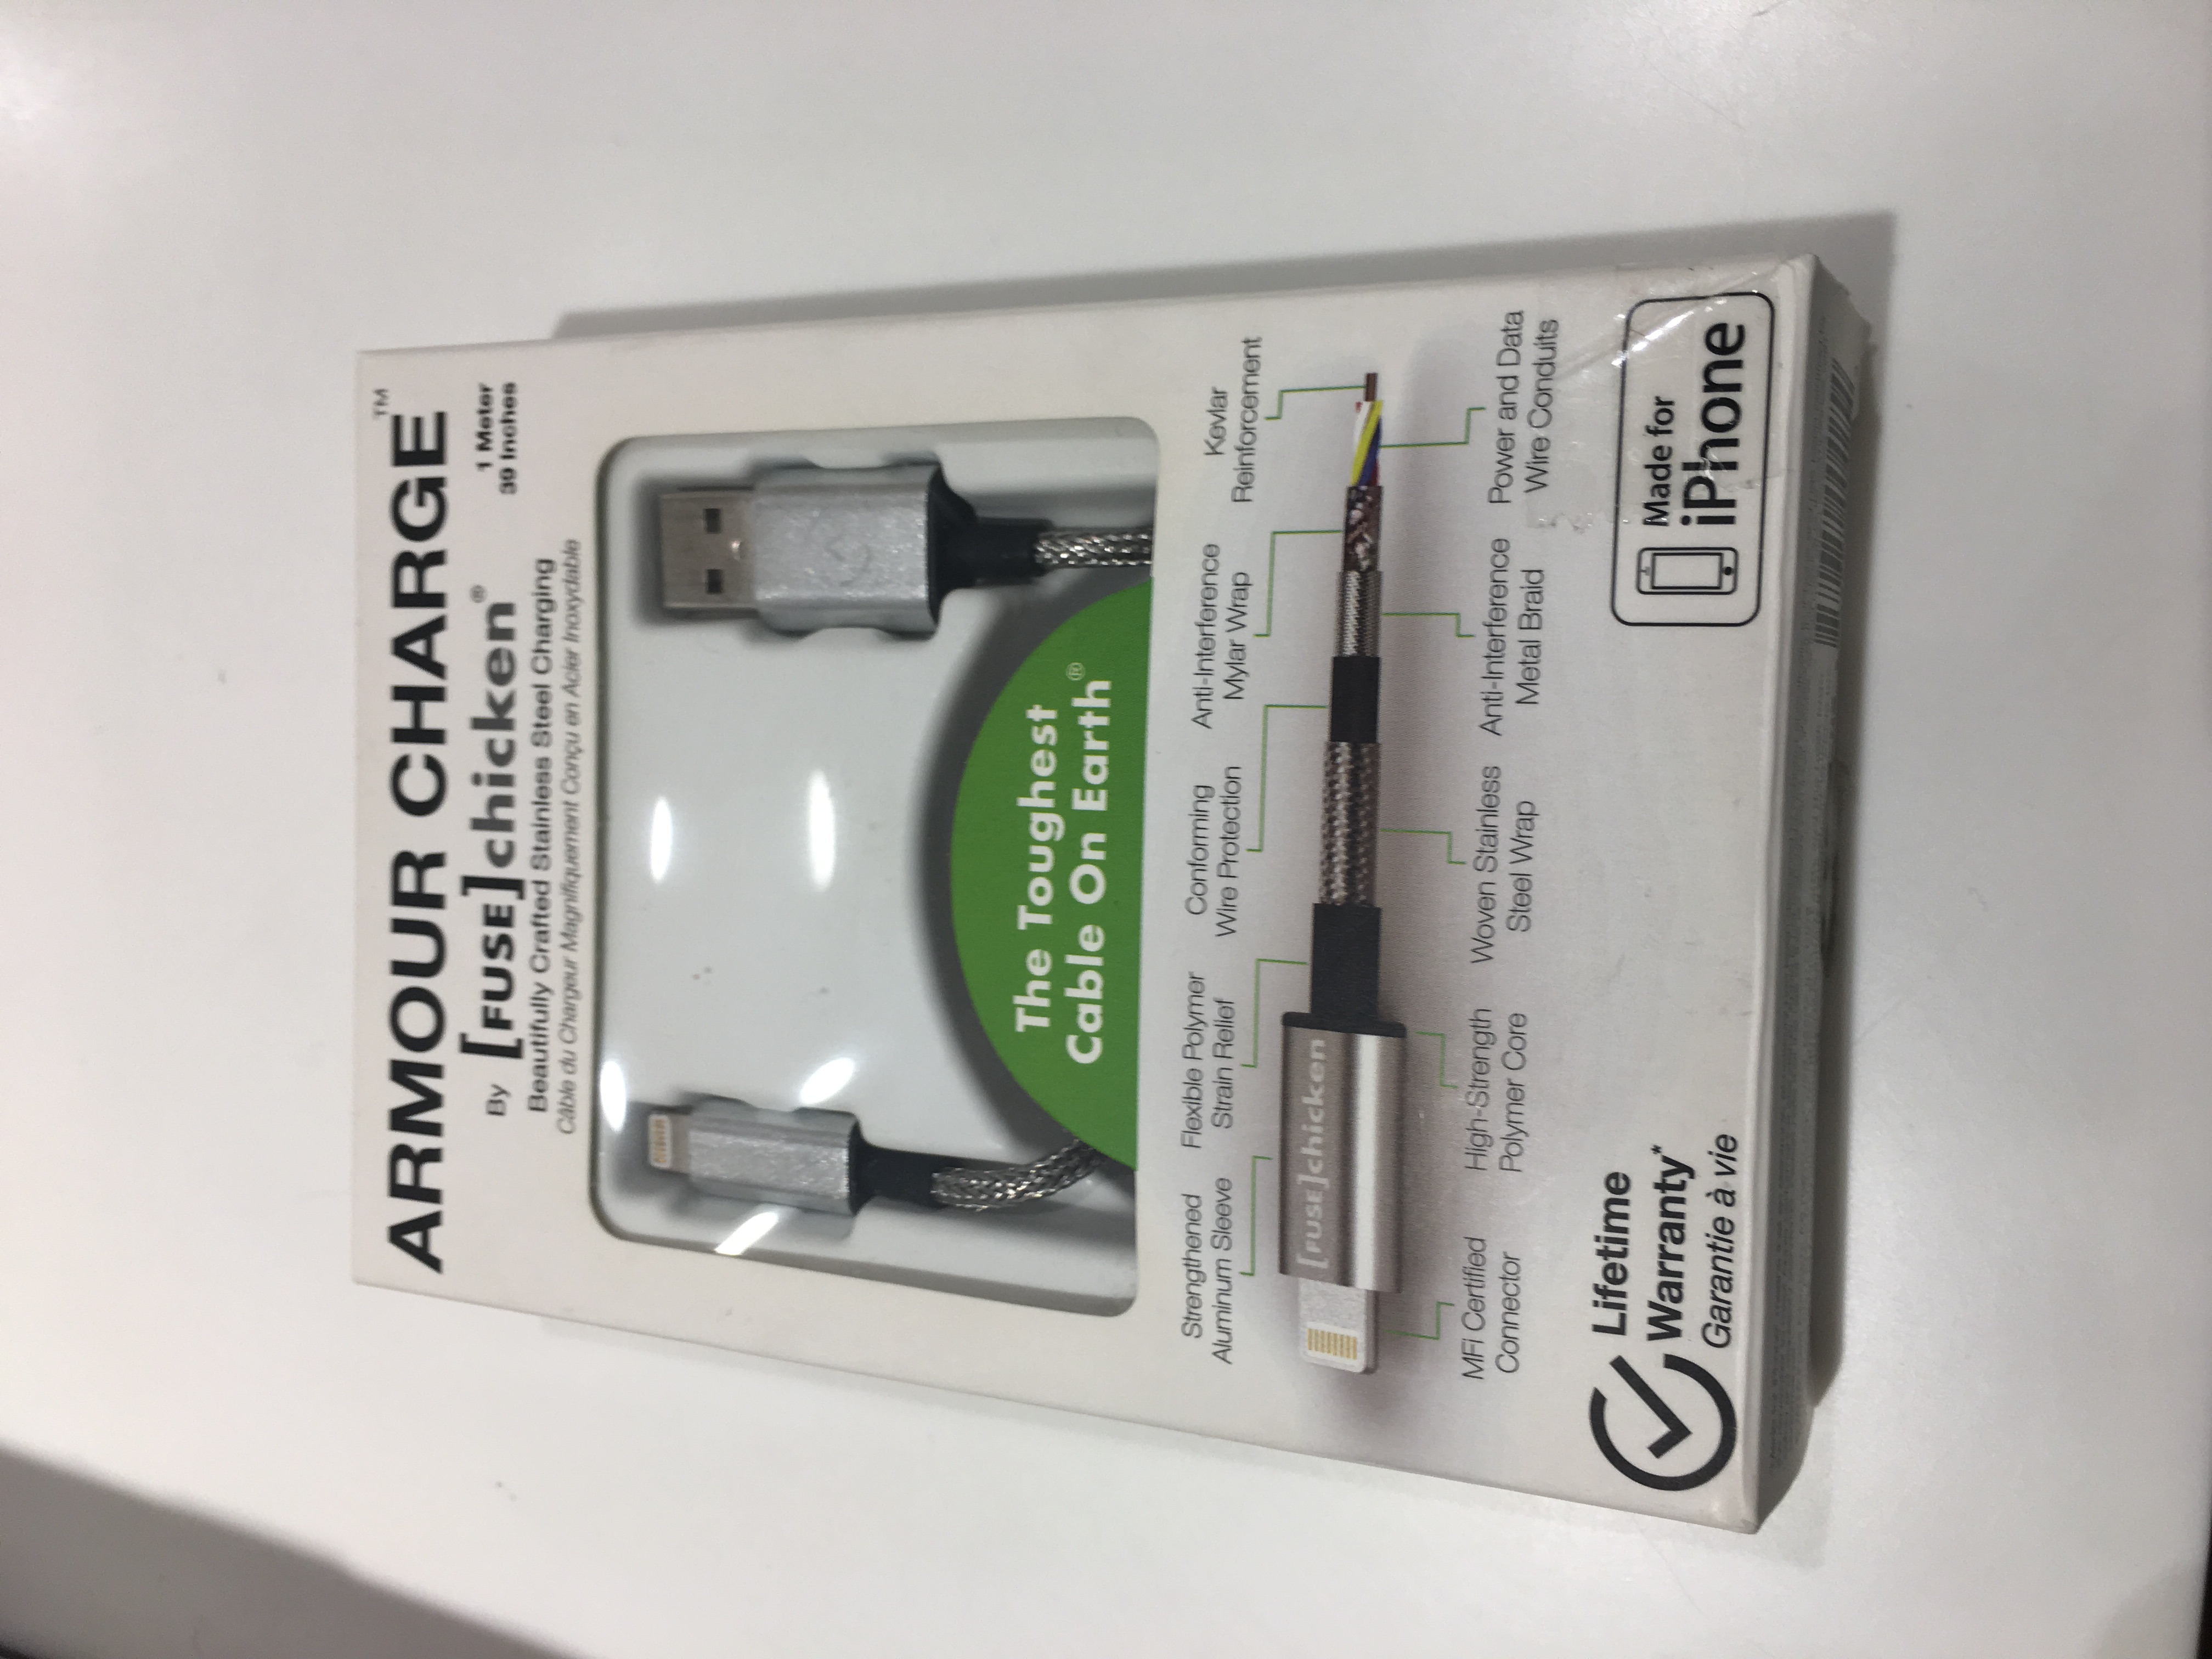 ARMOUR CHARGE™
By [FUSE]chicken®
1 Meter
39 Inches
Beautifully Crafted Stainless Steel Charging
Câble du Chargeur Magnifiquement Conçu en Acier Inoxydable
The Toughest
Cable On Earth®
Strengthened
Aluminum Sleeve
Flexible Polymer
Strain Relief
Conforming
Wire Protection
Anti-Interference
Mylar Wrap
Kevlar
Reinforcement
[FUSE]chicken
MFi Certified
Connector
High-Strength
Polymer Core
Woven Stainless
Steel Wrap
Anti-Interference
Metal Braid
Power and Data
Wire Conduits
Lifetime
Warranty*
Garantie à vie
Made for
iPhone